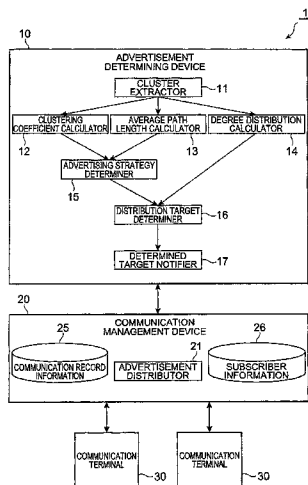 1
10
ADVERTISEMENT
DETERMINING DEVICE
CLUSTER EXTRACTOR
11
CLUSTERING
COEFFICIENT CALCULATOR
AVERAGE PATH
LENGTH CALCULATOR
DEGREE DISTRIBUTION
CALCULATOR
12
13
14
ADVERTISING STRATEGY
DETERMINER
15
DISTRIBUTION TARGET
DETERMINER
16
DETERMINED
TARGET NOTIFIER
17
20
COMMUNICATION
MANAGEMENT DEVICE
25
26
21
COMMUNICATION RECORD
INFORMATION
ADVERTISEMENT
DISTRIBUTOR
SUBSCRIBER
INFORMATION
COMMUNICATION
TERMINAL
30
COMMUNICATION
TERMINAL
30